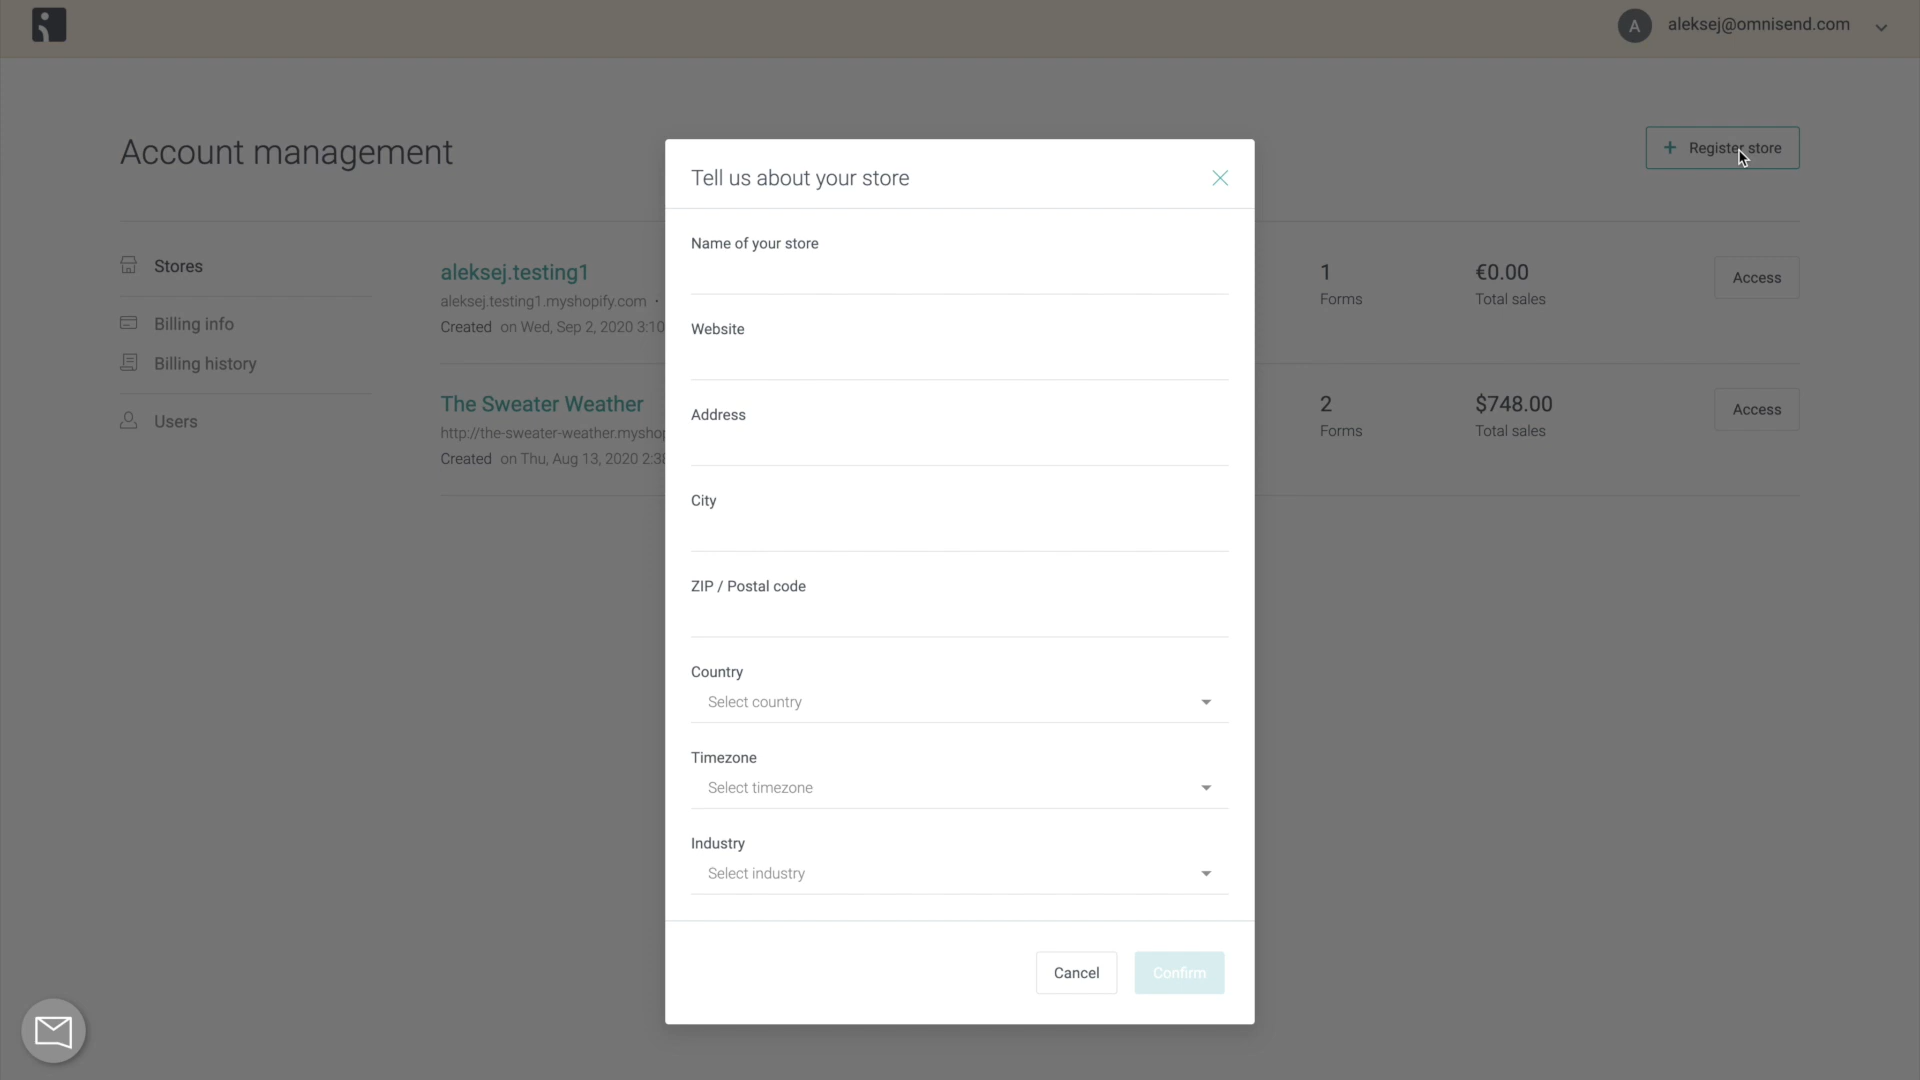 A aleksej@omnisend.com
Account management
+ Register store
Stores
Billing info
Billing history
Users
aleksej.testing1
aleksej.testing1.myshopify.com ·
Created on Wed, Sep 2, 2020 3:10
1
Forms
€0.00
Total sales
Access
The Sweater Weather
http://the-sweater-weather.myshop
Created on Thu, Aug 13, 2020 2:38
2
Forms
$748.00
Total sales
Access
Tell us about your store
Name of your store
Website
Address
City
ZIP / Postal code
Country
Select country
Timezone
Select timezone
Industry
Select industry
Cancel Confirm